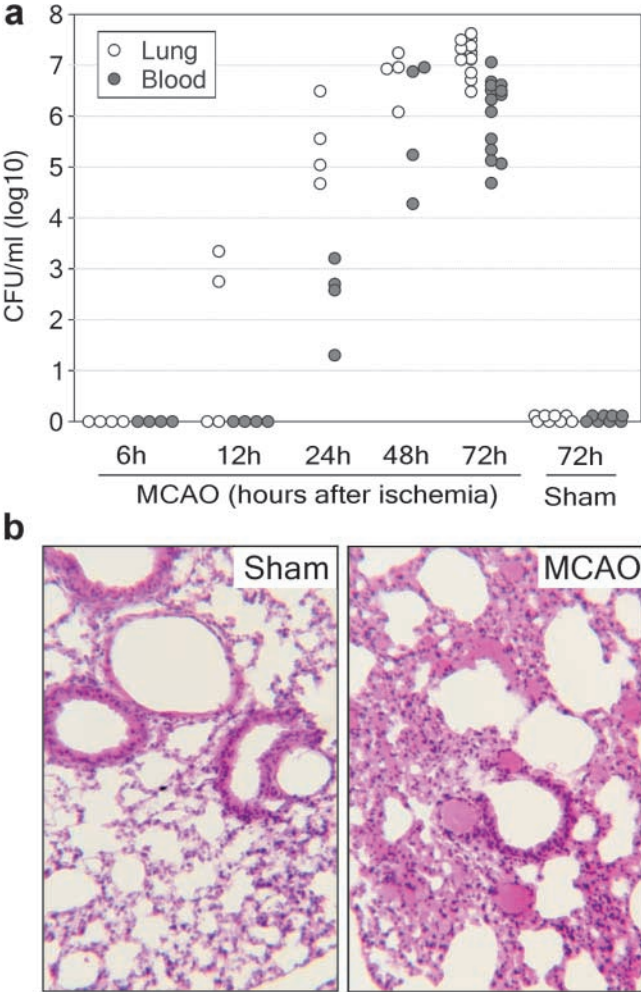 a
8
7
6
5
4
3
2
1
0
CFU/ml (log10)
Lung
Blood
6h 12h 24h 48h 72h 72h
MCAO (hours after ischemia) Sham
b
Sham MCAO